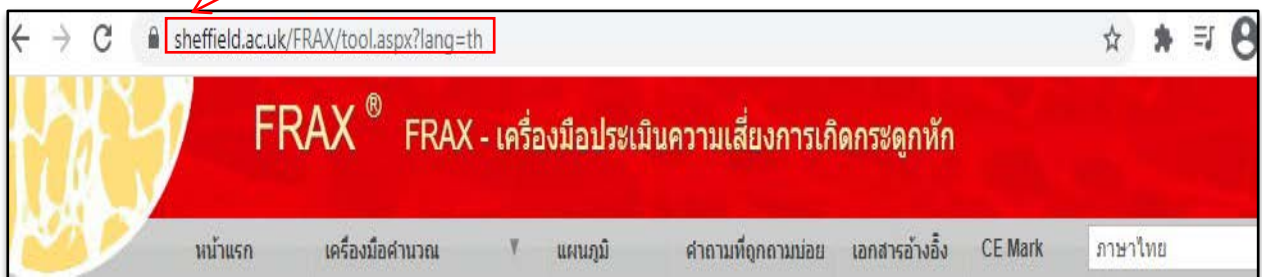 sheffield.ac.uk/FRAX/tool.aspx?lang=th
FRAX ® FRAX - เครื่องมือประเมินความเสี่ยงการเกิดกระดูกหัก
หน้าแรก เครื่องมือคำนวณ ▼ แผนภูมิ คำถามที่ถูกถามบ่อย เอกสารอ้างอิ้ง CE Mark ภาษาไทย